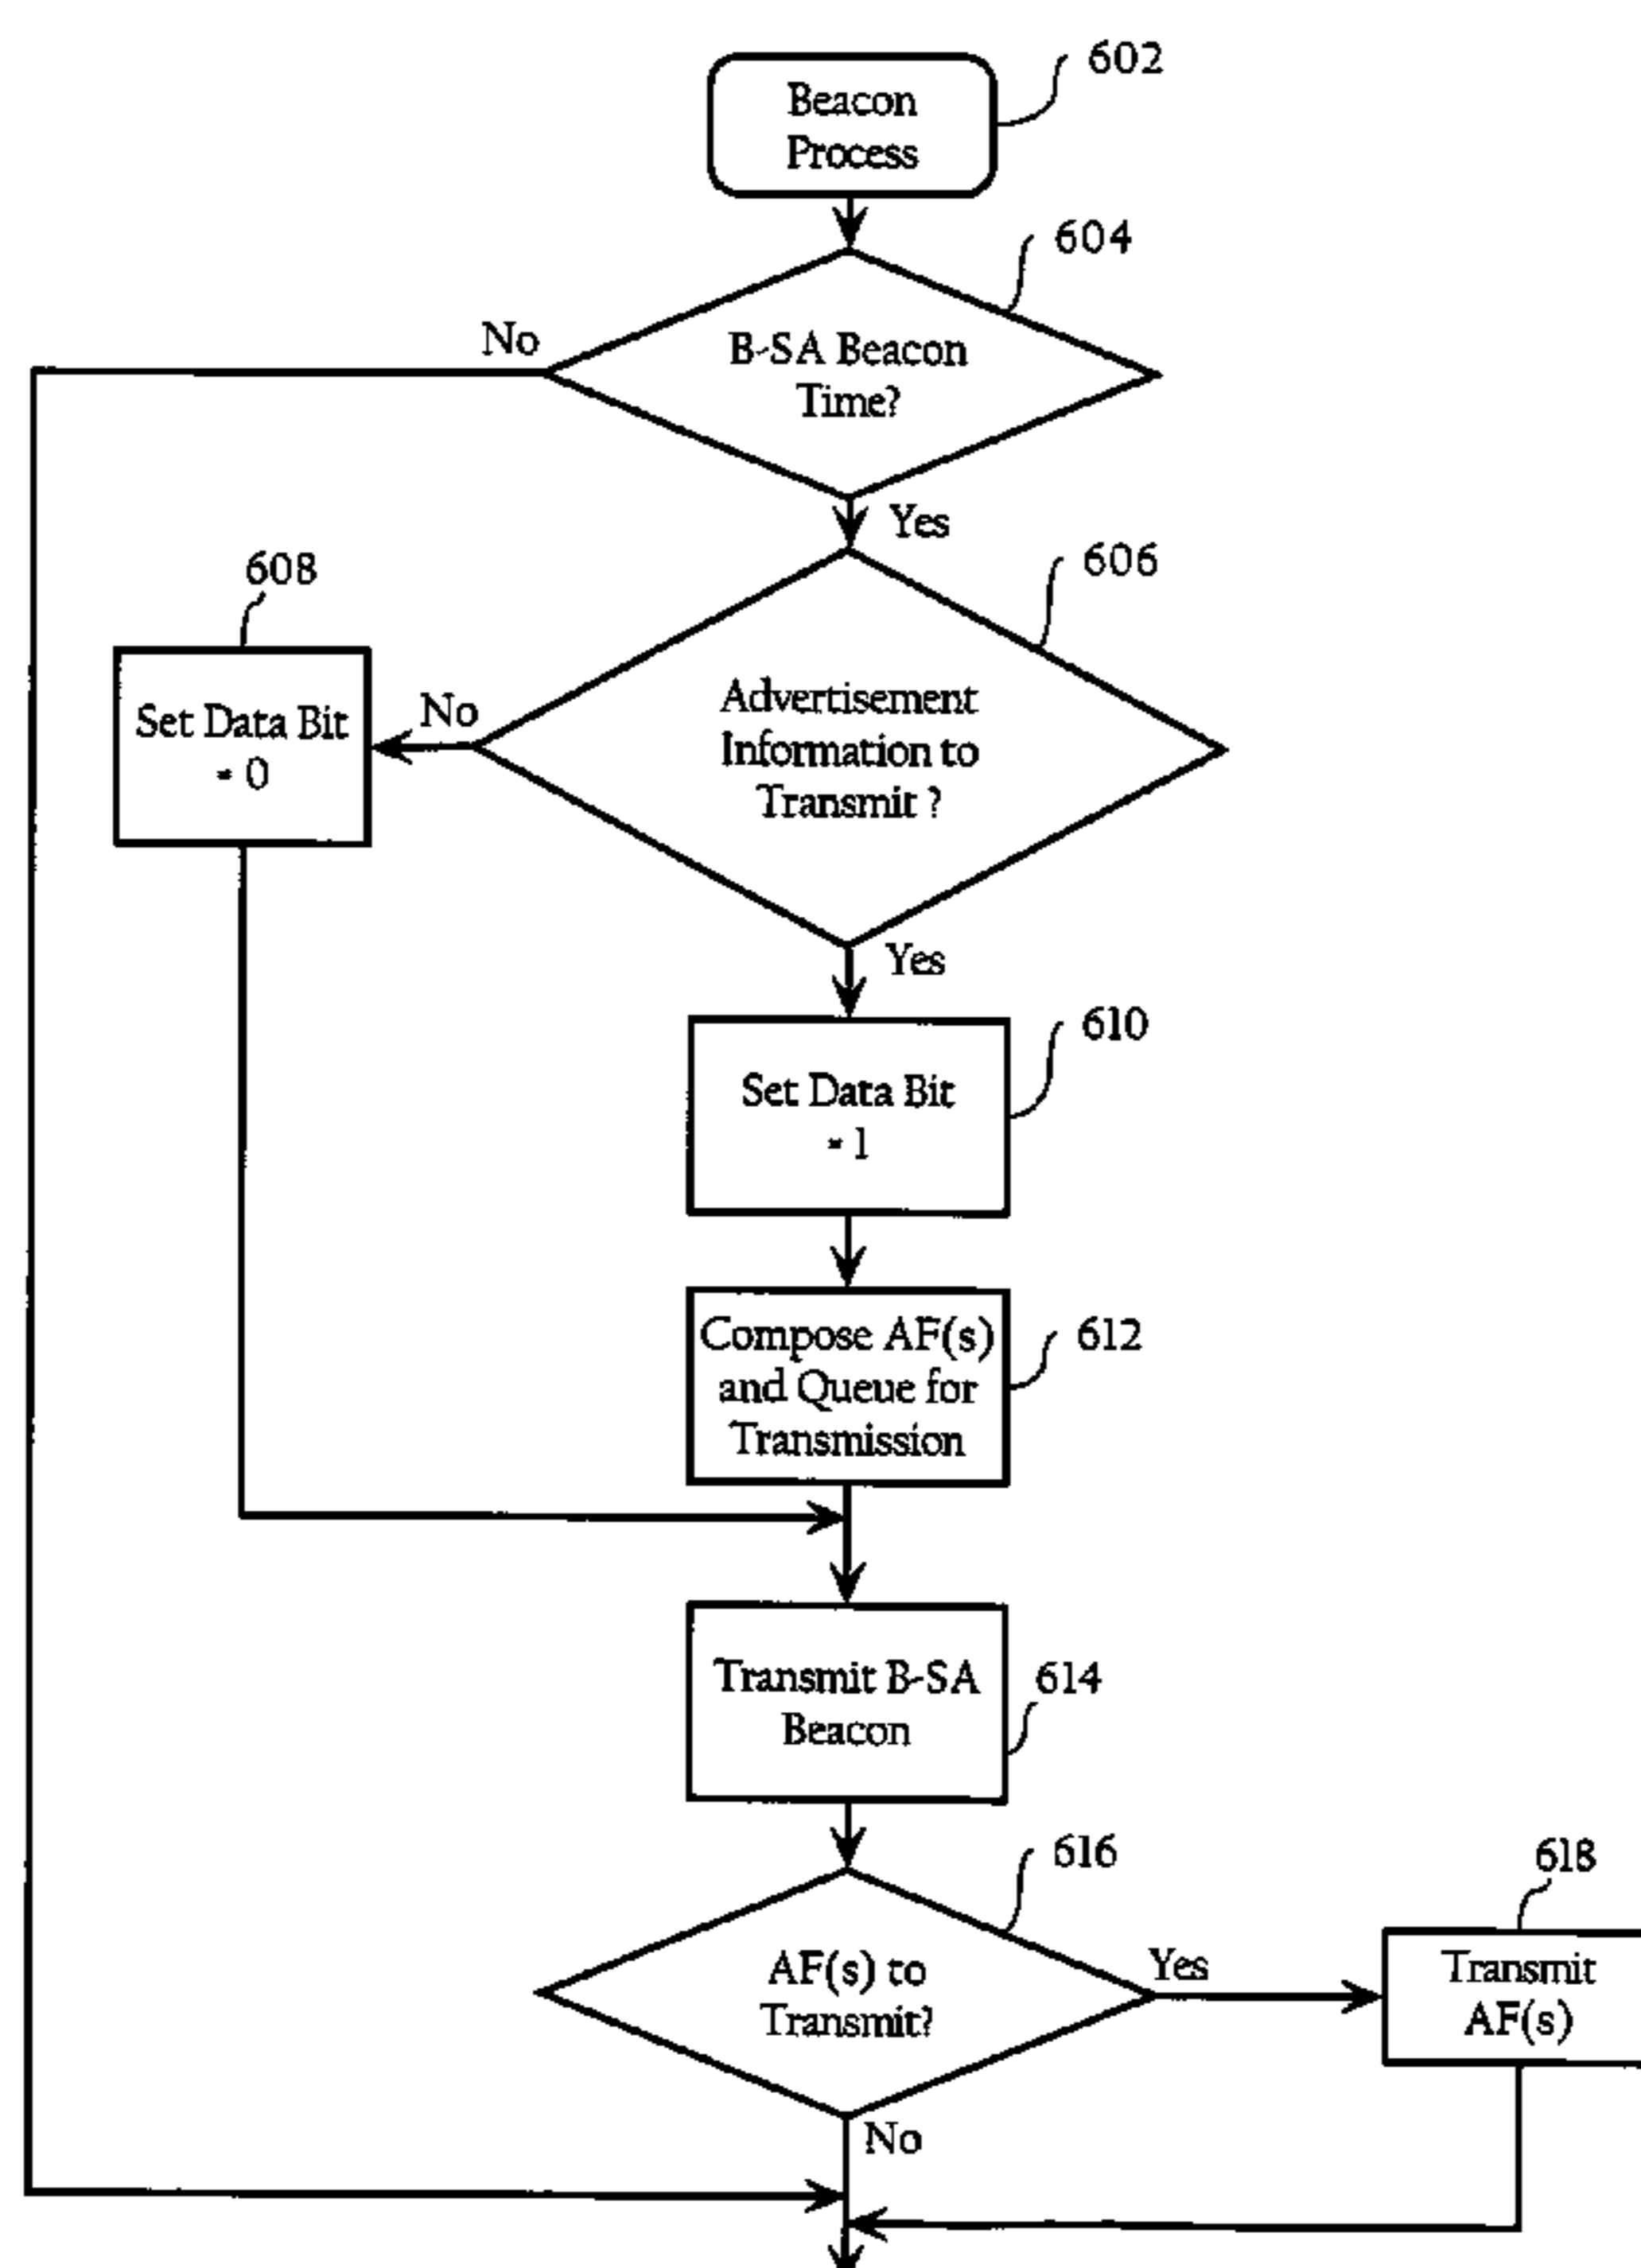 602
Beacon
Process
604
No
B-SA Beacon
Time?
Yes
606
608
Advertisement
Information to
Transmit ?
No
Set Data Bit
= 0
Yes
610
Set Data Bit
= 1
612
Compose AF(s)
and Queue for
Transmission
614
Transmit B-SA
Beacon
616
618
AF(s) to
Transmit?
Yes
Transmit
AF(s)
No